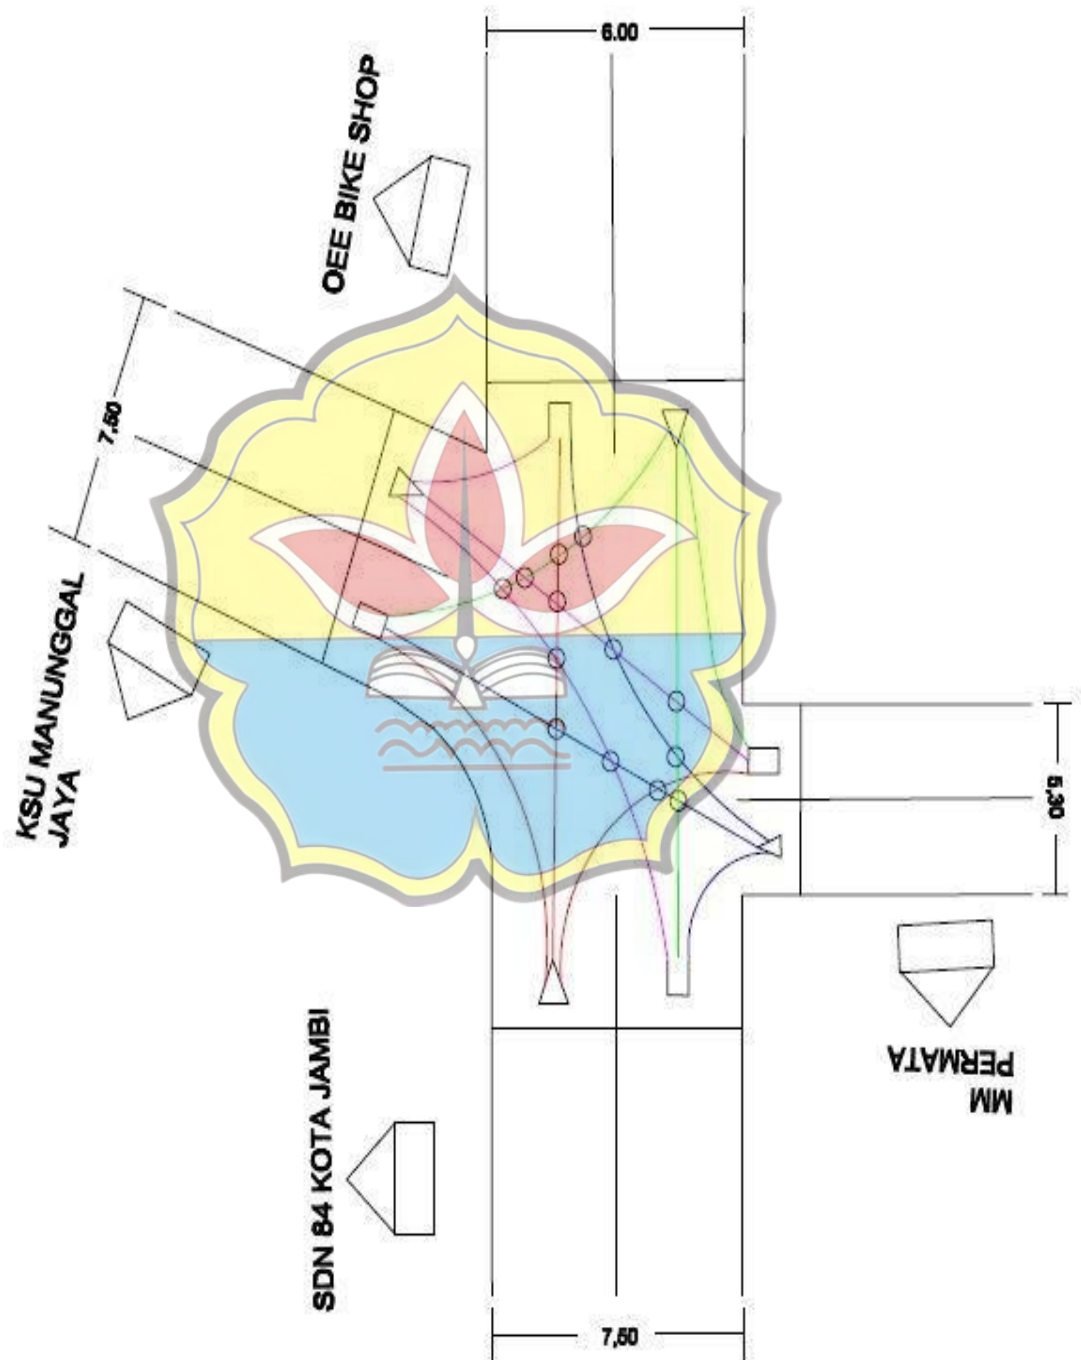 6.00
OEE BIKE SHOP
7,50
KSU MANUNGGAL
JAYA
5,30
MM
PERMATA
SDN 84 KOTA JAMBI
7,50